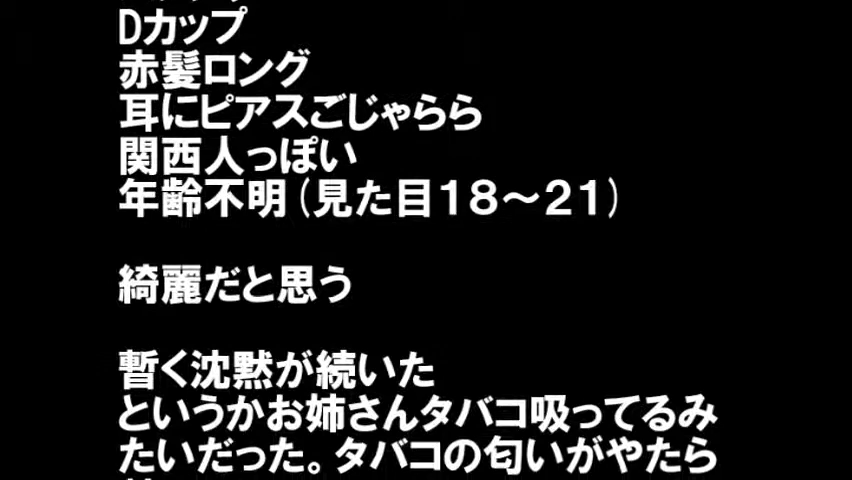 Dカップ
赤髪ロング
耳にピアスごじゃらら
関西人っぽい
年齢不明(見た目18～21)
綺麗だと思う
暫く沈黙が続いた
というかお姉さんタバコ吸ってるみ
たいだった。タバコの匂いがやたら